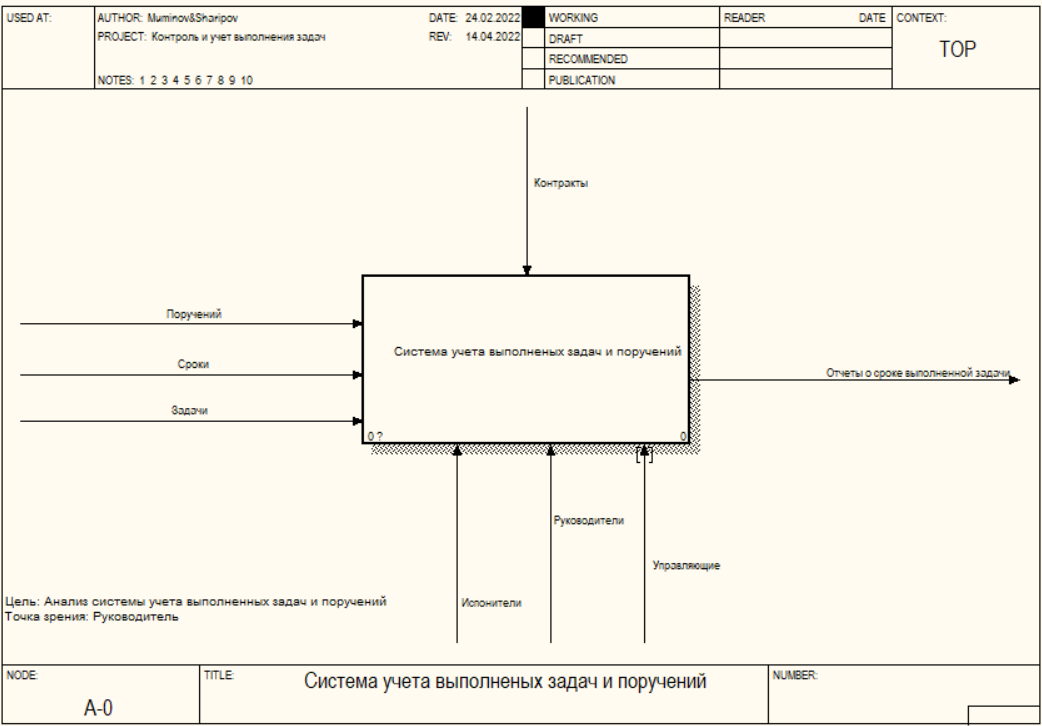 USED AT:
AUTHOR: Muminov&Sharipov
DATE: 24.02.2022
WORKING
READER
DATE
CONTEXT:
PROJECT: Контроль и учет выполнения задач
REV: 14.04.2022
DRAFT
TOP
RECOMMENDED
NOTES: 1 2 3 4 5 6 7 8 9 10
PUBLICATION
Контракты
Поручений
Система учета выполненых задач и поручений
Сроки
Отчеты о сроке выполненной задачи
Задачи
0 ?
0
Руководители
Управляющие
Испонители
Цель: Анализ системы учета выполненных задач и поручений
Точка зрения: Руководитель
NODE:
TITLE:
Система учета выполненых задач и поручений
NUMBER:
A-0